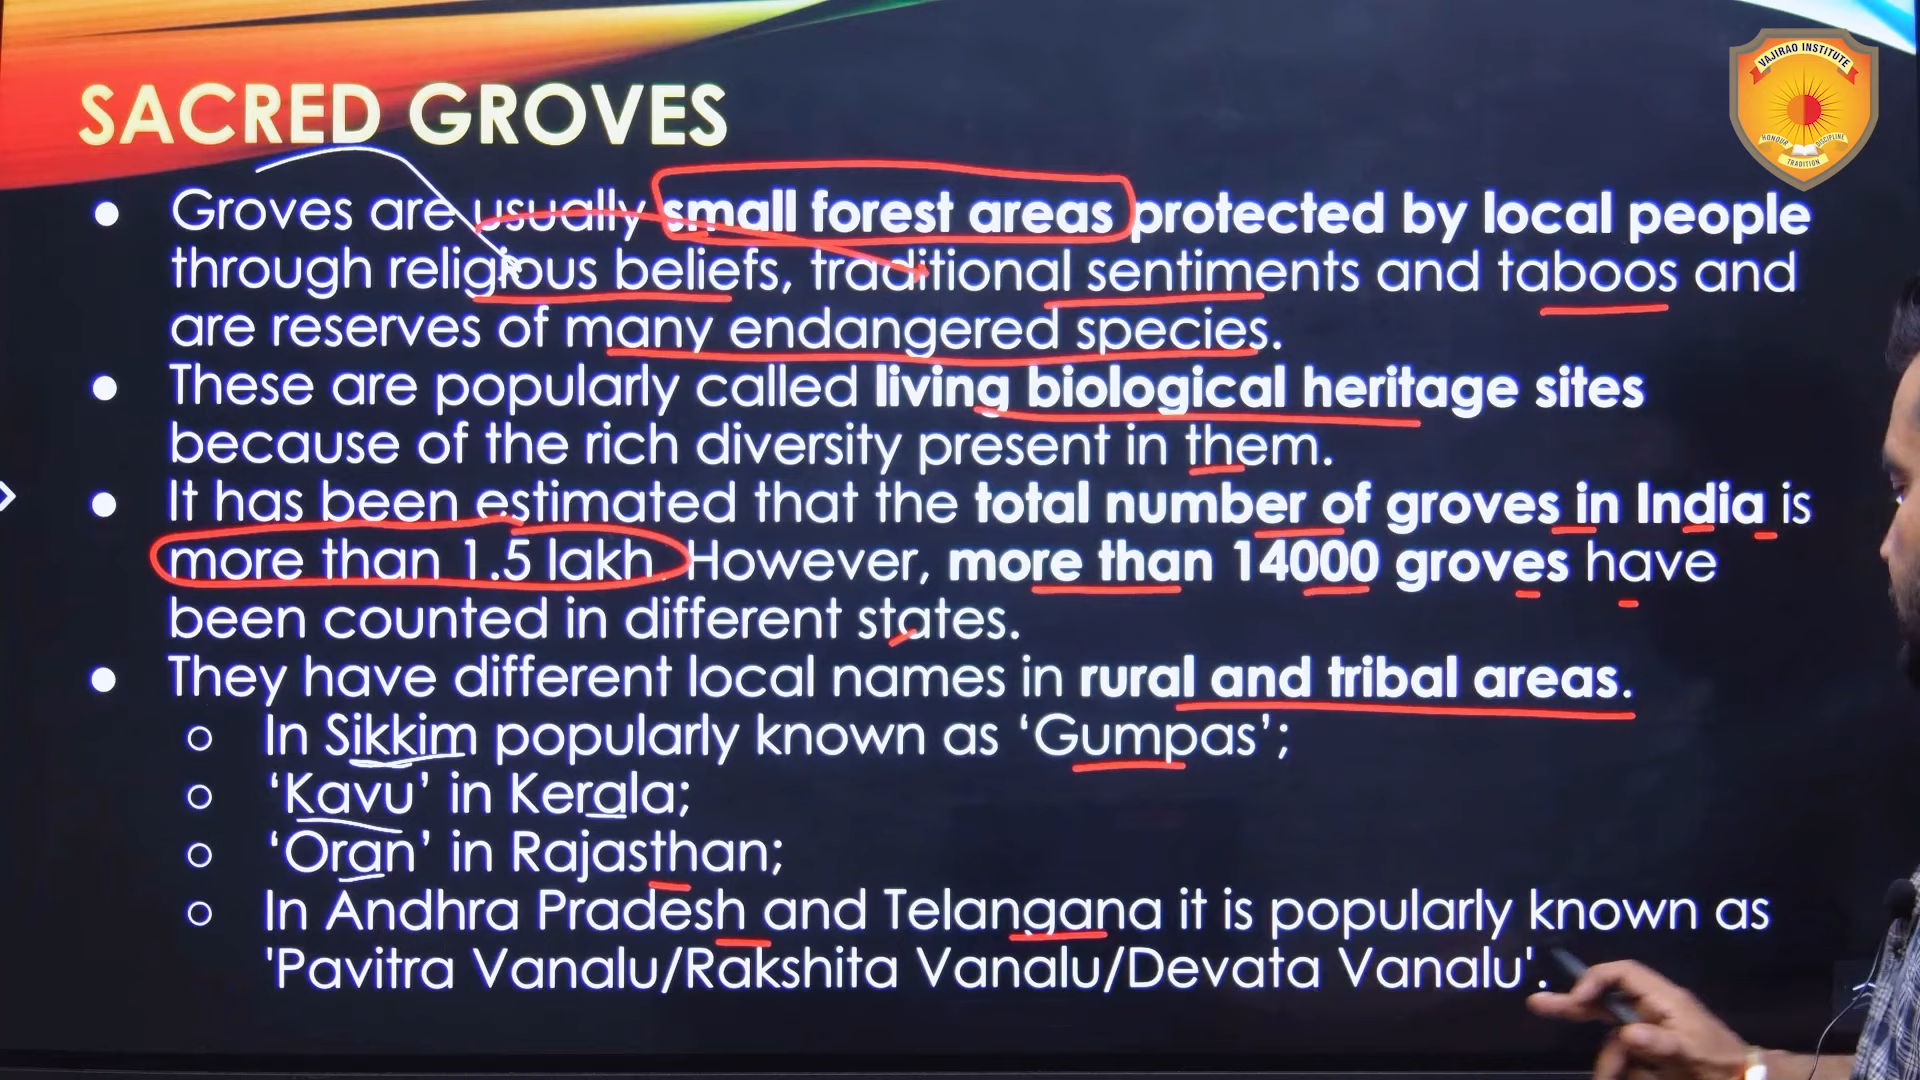 VAJIRAO INSTITUTE
HONOUR
DISCIPLINE
TRADITION
SACRED GROVES
● Groves are usually small forest areas protected by local people
through religious beliefs, traditional sentiments and taboos and
are reserves of many endangered species.
● These are popularly called living biological heritage sites
because of the rich diversity present in them.
● It has been estimated that the total number of groves in India is
more than 1.5 lakh. However, more than 14000 groves have
been counted in different states.
● They have different local names in rural and tribal areas.
○ In Sikkim popularly known as ‘Gumpas’;
○ ‘Kavu’ in Kerala;
○ ‘Oran’ in Rajasthan;
○ In Andhra Pradesh and Telangana it is popularly known as
'Pavitra Vanalu/Rakshita Vanalu/Devata Vanalu'.